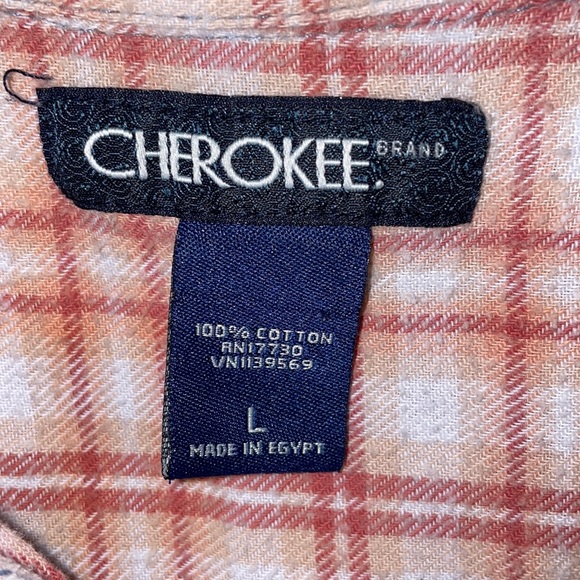 CHEROKEE. BRAND
100% COTTON
RN17730
VN1139569
L
MADE IN EGYPT